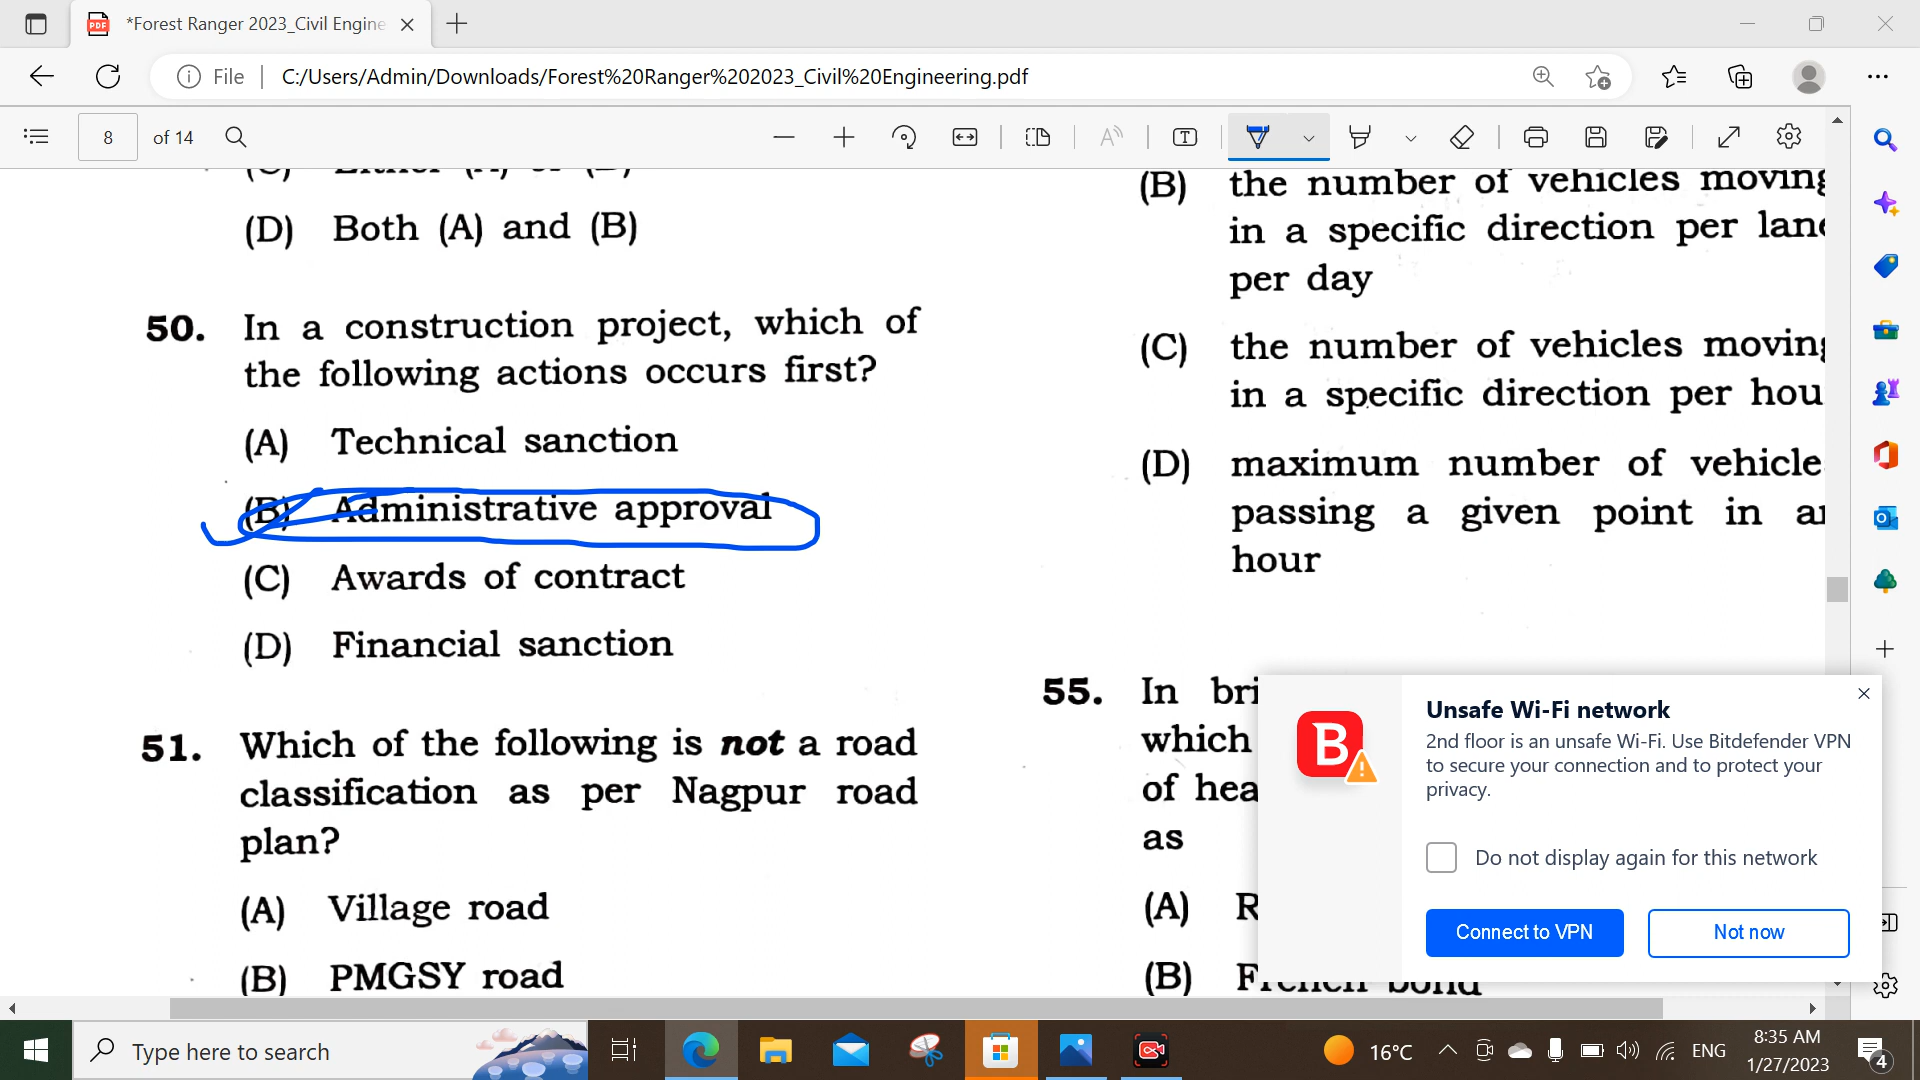 *Forest Ranger 2023_Civil Engine
File
C:/Users/Admin/Downloads/Forest%20Ranger%202023_Civil%20Engineering.pdf
8 of 14
(D) Both (A) and (B)
50. In a construction project, which of
the following actions occurs first?
(A) Technical sanction
(B) Administrative approval
(C) Awards of contract
(D) Financial sanction
51. Which of the following is not a road
classification as per Nagpur road
plan?
(A) Village road
(B) PMGSY road
(B) the number of vehicles moving
in a specific direction per lane
per day
(C) the number of vehicles moving
in a specific direction per hou
(D) maximum number of vehicle
passing a given point in an
hour
55. In bri
which
of hea
as
(A) R
(B) French bond
Unsafe Wi-Fi network
2nd floor is an unsafe Wi-Fi. Use Bitdefender VPN
to secure your connection and to protect your
privacy.
Do not display again for this network
Connect to VPN
Not now
Type here to search
16°C
ENG
8:35 AM
1/27/2023
4